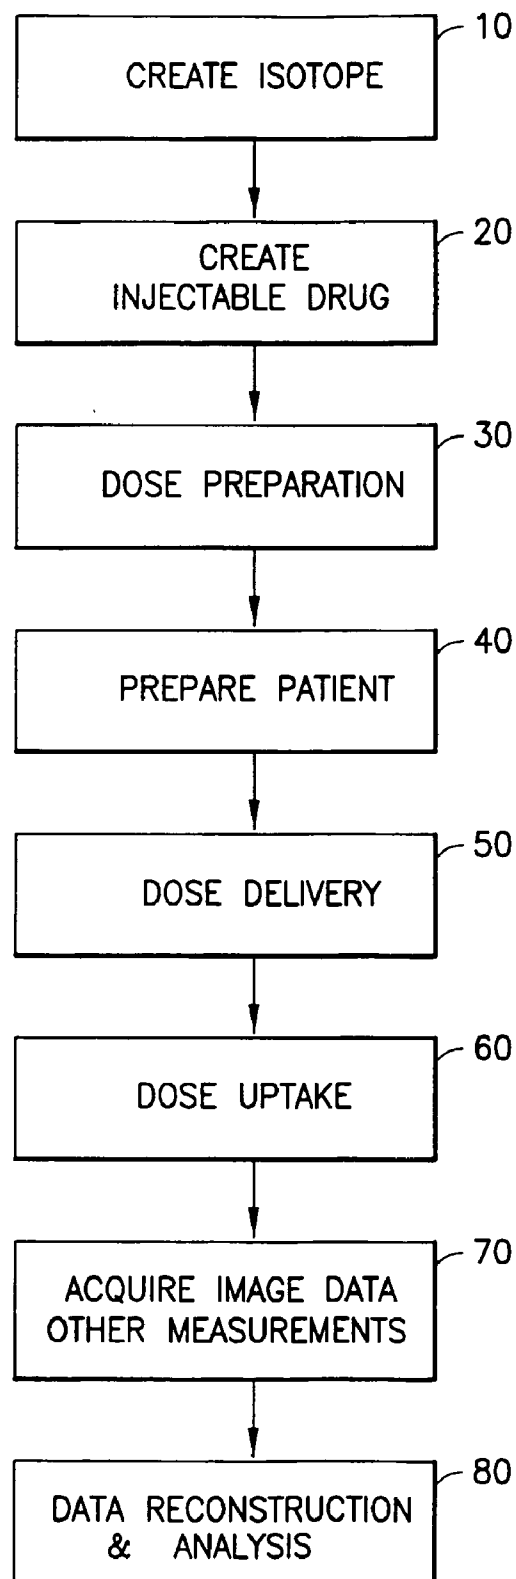 10
CREATE ISOTOPE
20
CREATE
INJECTABLE DRUG
30
DOSE PREPARATION
40
PREPARE PATIENT
50
DOSE DELIVERY
60
DOSE UPTAKE
70
ACQUIRE IMAGE DATA
OTHER MEASUREMENTS
80
DATA RECONSTRUCTION
& ANALYSIS